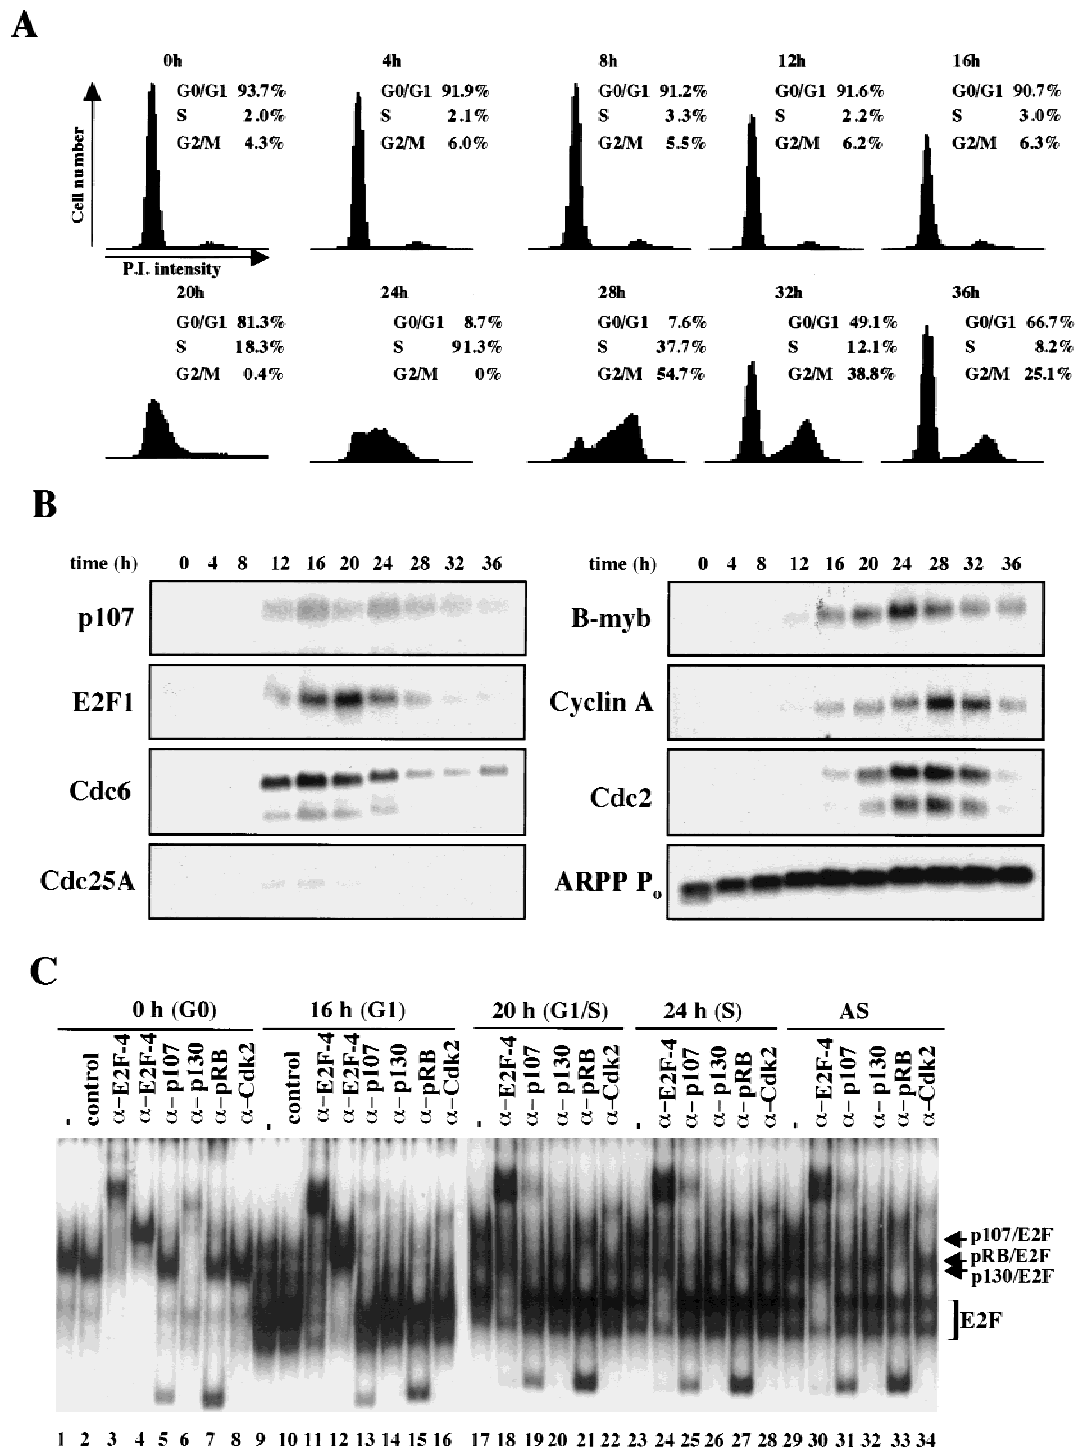 A
0h 4h 8h 12h 16h
G0/G1 93.7% G0/G1 91.9% G0/G1 91.2% G0/G1 91.6% G0/G1 90.7%
S 2.0% S 2.1% S 3.3% S 2.2% S 3.0%
G2/M 4.3% G2/M 6.0% G2/M 5.5% G2/M 6.2% G2/M 6.3%
Cell number
P.I. intensity
20h 24h 28h 32h 36h
G0/G1 81.3% G0/G1 8.7% G0/G1 7.6% G0/G1 49.1% G0/G1 66.7%
S 18.3% S 91.3% S 37.7% S 12.1% S 8.2%
G2/M 0.4% G2/M 0% G2/M 54.7% G2/M 38.8% G2/M 25.1%
B
time (h) 0 4 8 12 16 20 24 28 32 36
p107
E2F1
Cdc6
Cdc25A
time (h) 0 4 8 12 16 20 24 28 32 36
B-myb
Cyclin A
Cdc2
ARPP Po
C
0 h (G0) 16 h (G1) 20 h (G1/S) 24 h (S) AS
- control α-E2F-4 α-E2F-4 α-p107 α-p130 α-pRB α-Cdk2 - control α-E2F-4 α-E2F-4 α-p107 α-p130 α-pRB α-Cdk2 - α-E2F-4 α-p107 α-p130 α-pRB α-Cdk2 - α-E2F-4 α-p107 α-p130 α-pRB α-Cdk2 - α-E2F-4 α-p107 α-p130 α-pRB α-Cdk2
p107/E2F
pRB/E2F
p130/E2F
E2F
1 2 3 4 5 6 7 8 9 10 11 12 13 14 15 16 17 18 19 20 21 22 23 24 25 26 27 28 29 30 31 32 33 34